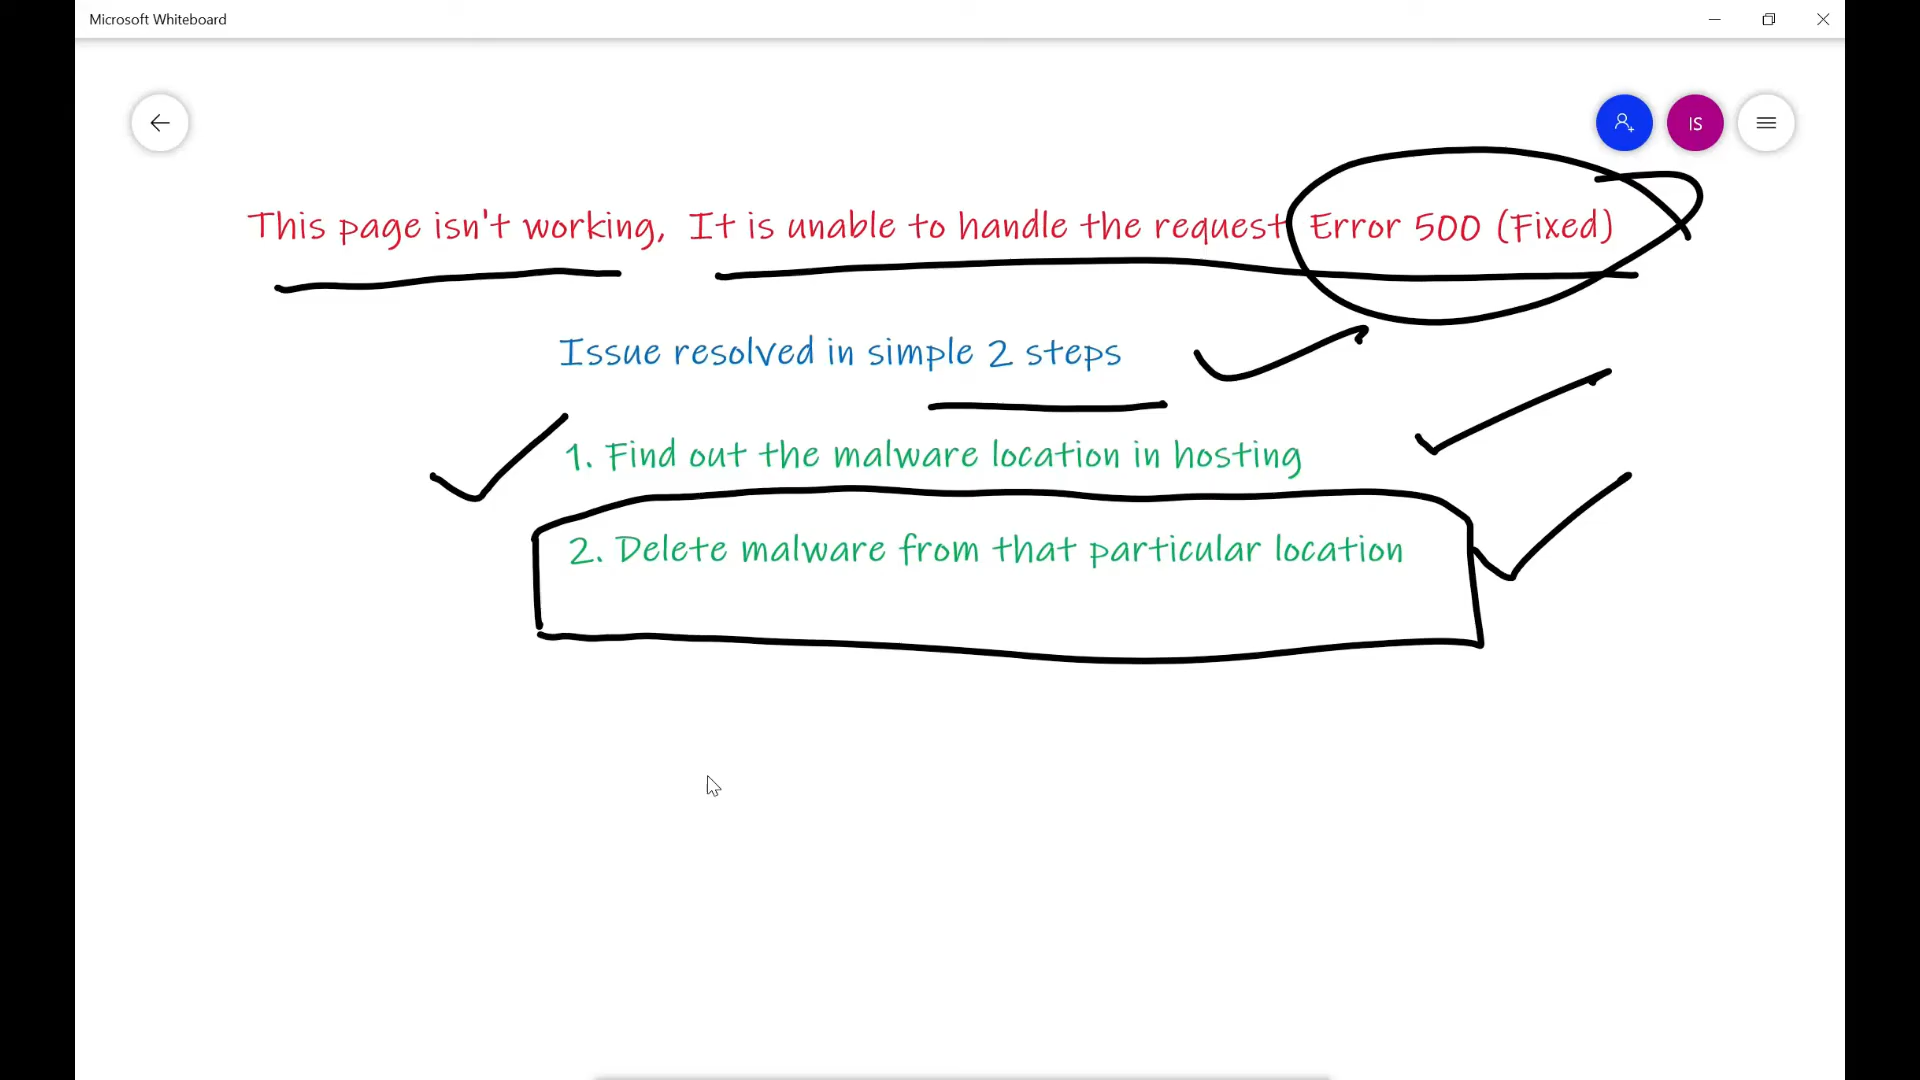 Microsoft Whiteboard
IS
This page isn't working, It is unable to handle the request Error 500 (Fixed)
Issue resolved in simple 2 steps
1. Find out the malware location in hosting
2. Delete malware from that particular location